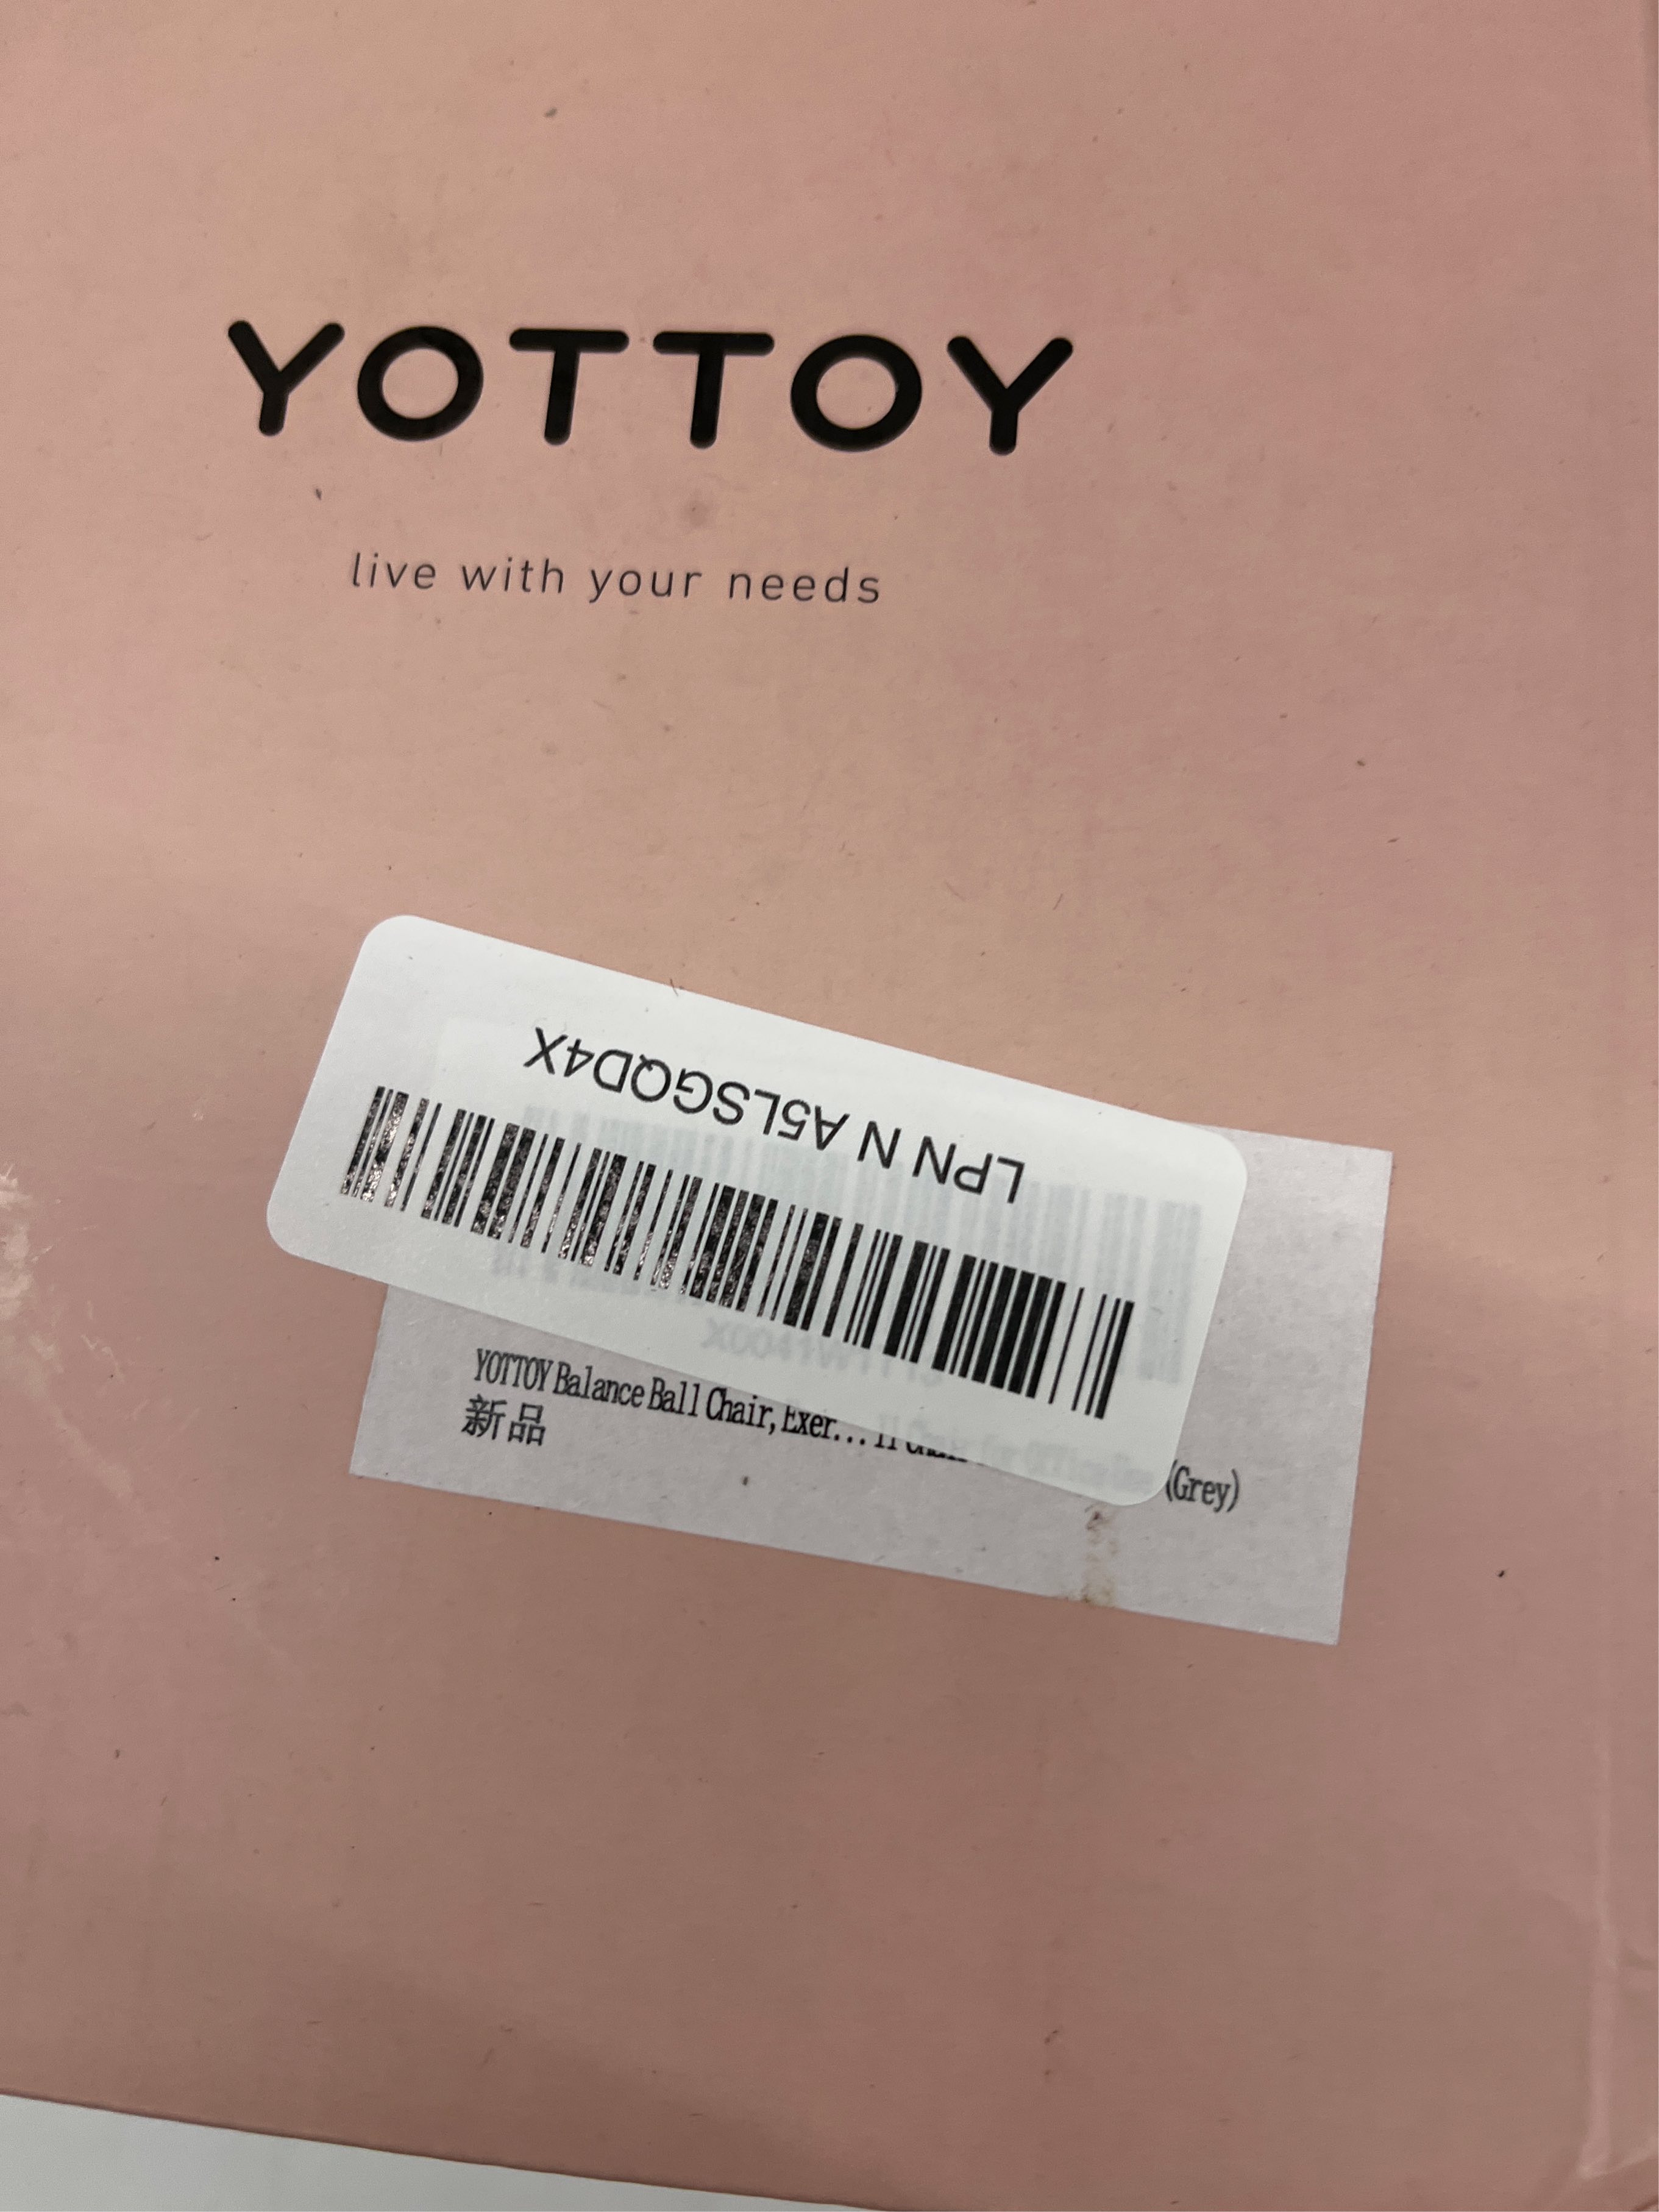 YOTTOY
live with your needs
LPN N A5LSGQD4X
YOTTOY Balance Ball Chair, Exer... (Grey)
新品